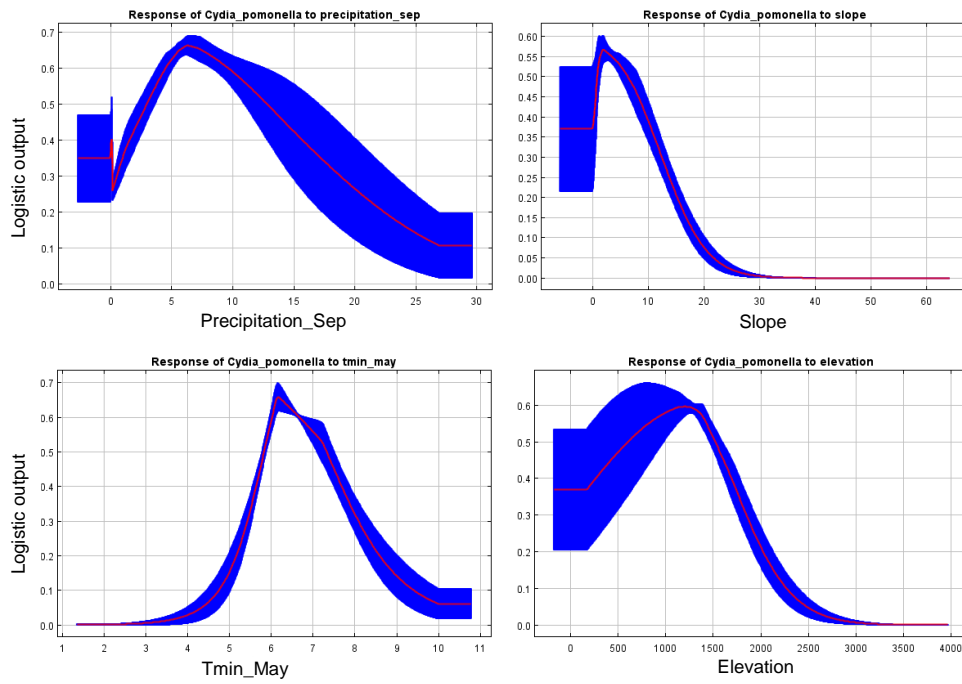 Response of Cydia_pomonella to precipitation_sep
Logistic output
0.7
0.6
0.5
0.4
0.3
0.2
0.1
0.0
0 5 10 15 20 25 30
Precipitation_Sep
Response of Cydia_pomonella to slope
0.60
0.55
0.50
0.45
0.40
0.35
0.30
0.25
0.20
0.15
0.10
0.05
0.00
0 10 20 30 40 50 60
Slope
Response of Cydia_pomonella to tmin_may
Logistic output
0.7
0.6
0.5
0.4
0.3
0.2
0.1
0.0
1 2 3 4 5 6 7 8 9 10 11
Tmin_May
Response of Cydia_pomonella to elevation
0.6
0.5
0.4
0.3
0.2
0.1
0.0
0 500 1000 1500 2000 2500 3000 3500 4000
Elevation